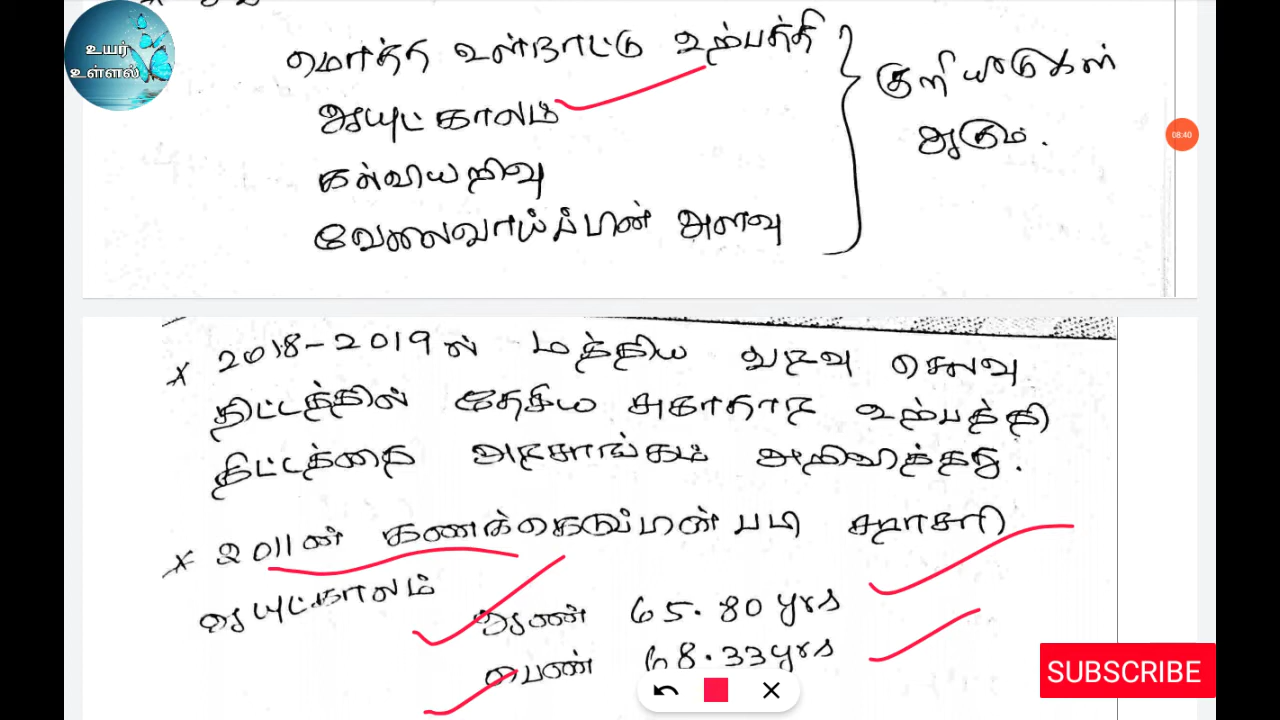 உயர்
உள்ளல்
மொத்த உள்நாட்டு உற்பத்தி
ஆயுட்காலம்
கல்வியறிவு
வேலைவாய்ப்பின் அளவு
குறியீடுகள்
ஆகும்.
08:40
x 2018-2019ல் மத்திய வரவு செலவு
திட்டத்தில் தேசிய சுகாதார உற்பத்தி
திட்டத்தை அரசாங்கம் அறிவித்தது.
x 2011ன் கணக்கெடுப்பின் படி சராசரி
ஆயுட்காலம்
ஆண் 65.80 yrs
பெண் 68.33 yrs
SUBSCRIBE